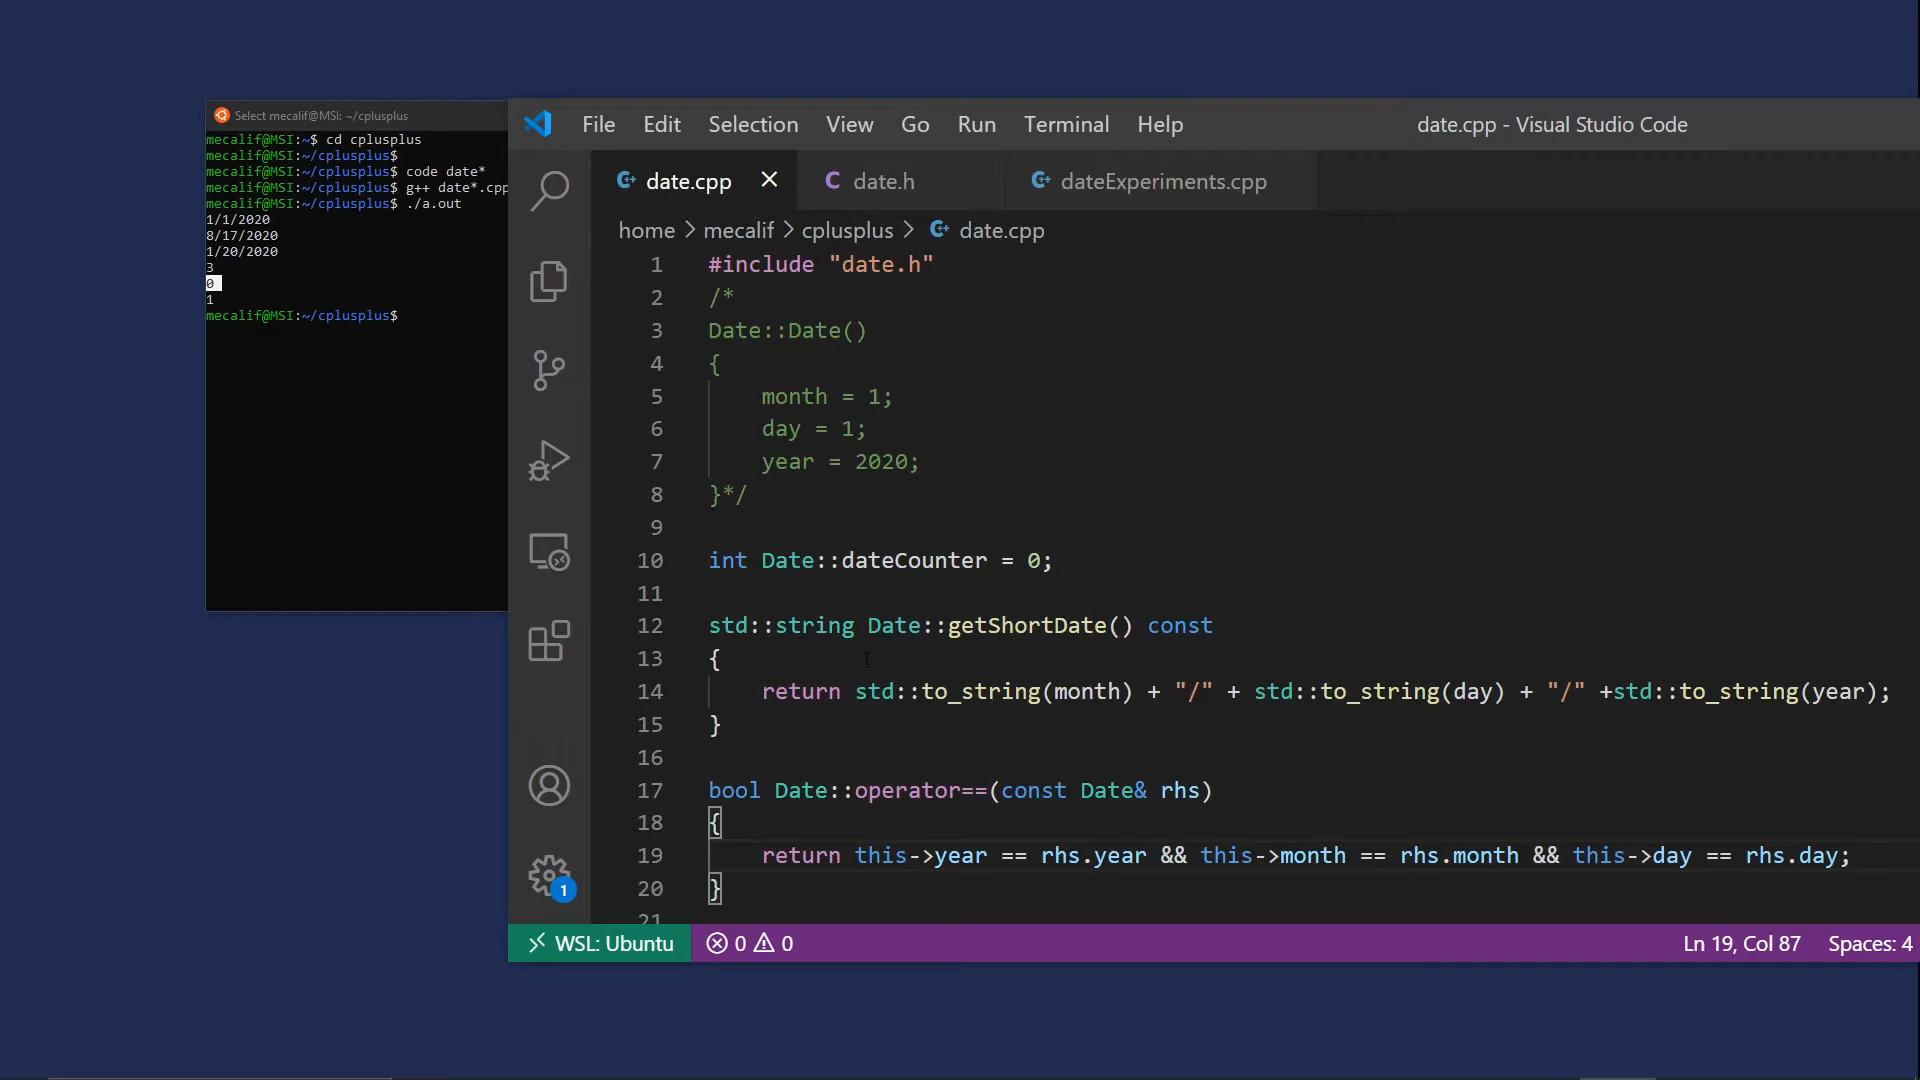 Select mecalif@MSI: ~/cplusplus
mecalif@MSI:~$ cd cplusplus
mecalif@MSI:~/cplusplus$
mecalif@MSI:~/cplusplus$ code date*
mecalif@MSI:~/cplusplus$ g++ date*.cpp
mecalif@MSI:~/cplusplus$ ./a.out
1/1/2020
8/17/2020
1/20/2020
3
0
1
mecalif@MSI:~/cplusplus$
File Edit Selection View Go Run Terminal Help
date.cpp - Visual Studio Code
date.cpp
date.h
dateExperiments.cpp
home > mecalif > cplusplus > date.cpp
1 #include "date.h"
2 /*
3 Date::Date()
4 {
5     month = 1;
6     day = 1;
7     year = 2020;
8 }*/
9
10 int Date::dateCounter = 0;
11
12 std::string Date::getShortDate() const
13 {
14     return std::to_string(month) + "/" + std::to_string(day) + "/" +std::to_string(year);
15 }
16
17 bool Date::operator==(const Date& rhs)
18 {
19     return this->year == rhs.year && this->month == rhs.month && this->day == rhs.day;
20 }
21
1
WSL: Ubuntu
0 0
Ln 19, Col 87
Spaces: 4